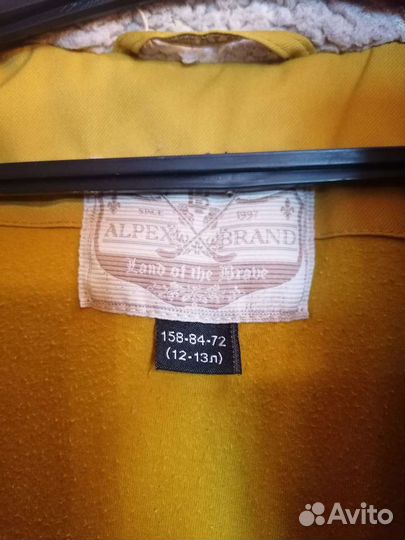 SINCE 1997
ALPEX BRAND
Land of the Brave
158-84-72
(12-13л)
Avito